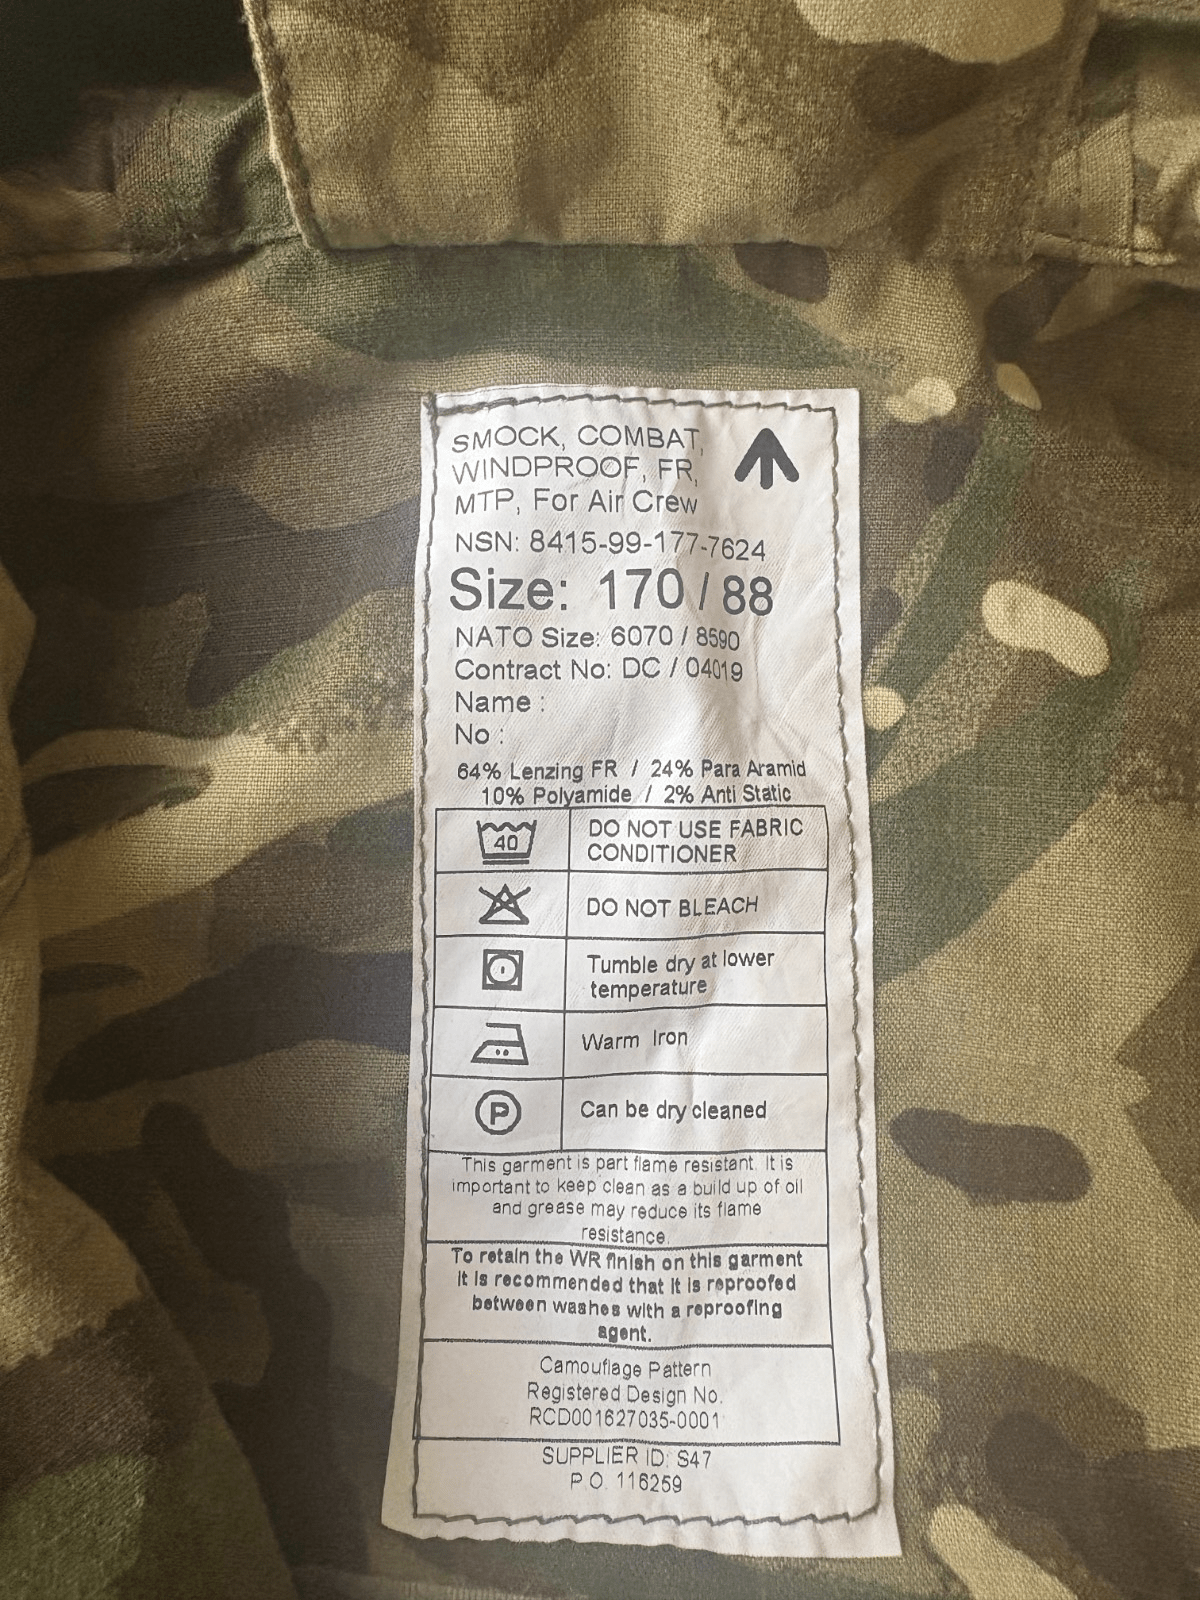 SMOCK, COMBAT,
WINDPROOF, FR,
MTP, For Air Crew
NSN: 8415-99-177-7624
Size: 170 / 88
NATO Size: 6070 / 8590
Contract No: DC / 04019
Name :
No :
64% Lenzing FR / 24% Para Aramid
10% Polyamide / 2% Anti Static
40
DO NOT USE FABRIC
CONDITIONER
DO NOT BLEACH
Tumble dry at lower
temperature
Warm Iron
P
Can be dry cleaned
This garment is part flame resistant. It is
important to keep clean as a build up of oil
and grease may reduce its flame
resistance.
To retain the WR finish on this garment
it is recommended that it is reproofed
between washes with a reproofing
agent.
Camouflage Pattern
Registered Design No.
RCD001627035-0001
SUPPLIER ID: S47
P.O. 116259